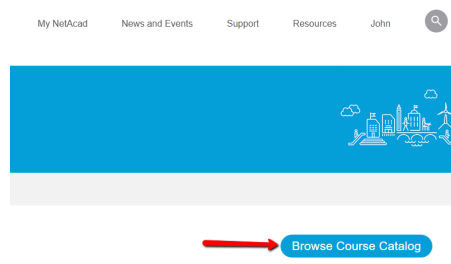 My NetAcad News and Events Support Resources John
Browse Course Catalog